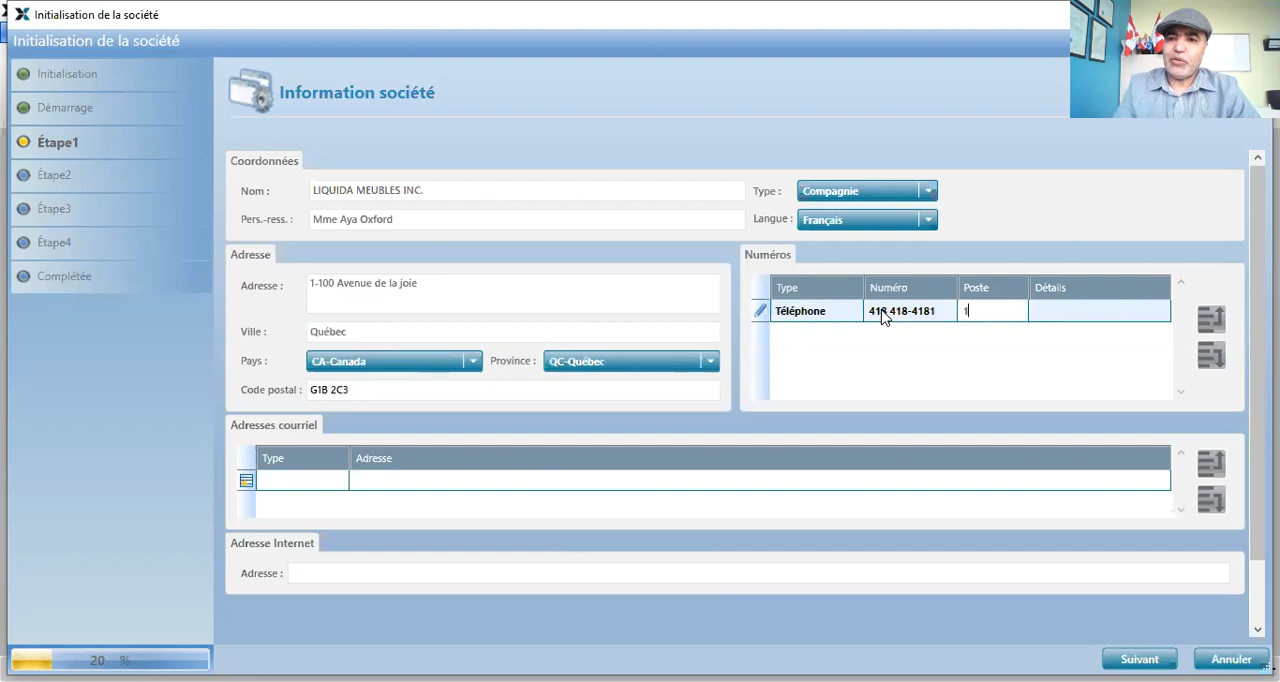 Initialisation de la société
Initialisation de la société
Initialisation
Démarrage
Étape1
Étape2
Étape3
Étape4
Complétée
20 %
Information société
Coordonnées
Nom : LIQUIDA MEUBLES INC. Type : Compagnie
Pers.-ress. : Mme Aya Oxford Langue : Français
Adresse
Adresse : 1-100 Avenue de la joie
Ville : Québec
Pays : CA-Canada Province : QC-Québec
Code postal : G1B 2C3
Numéros
Type Numéro Poste Détails
Téléphone 418 418-4181 1
Adresses courriel
Type Adresse
Adresse Internet
Adresse :
Suivant Annuler